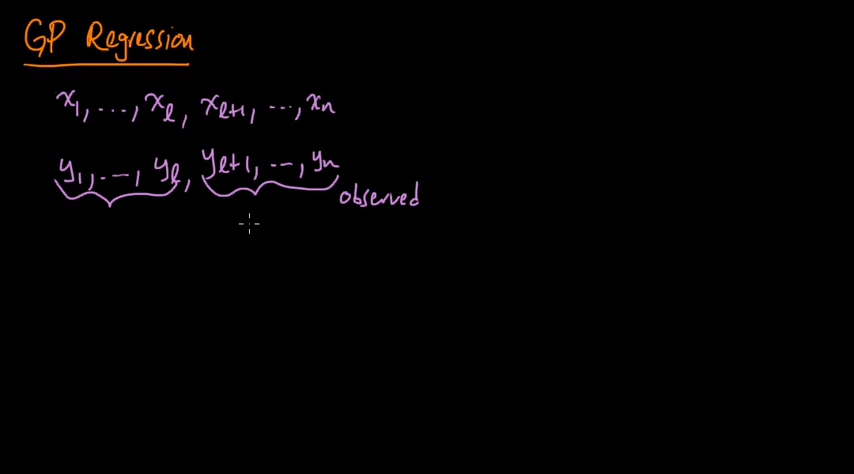 GP Regression
x₁, ..., xₗ, xₗ₊₁, ..., xₙ
y₁, ..., yₗ, yₗ₊₁, ..., yₙ
observed